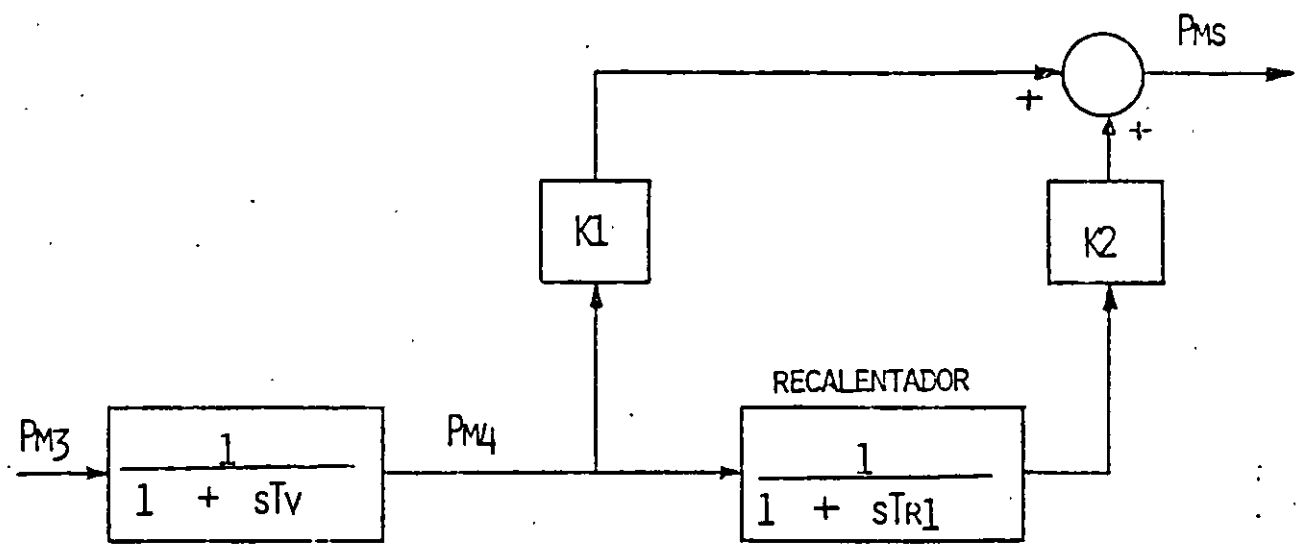 PMS
+
+
K1
K2
RECALENTADOR
PM3
1
1 + sTV
PM4
1
1 + sTR1